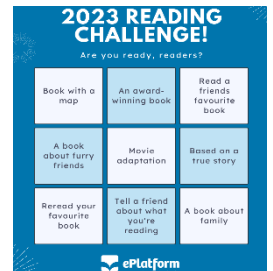 2023 READING
CHALLENGE!
Are you ready, readers?
Book with a
map
An award-
winning book
Read a
friends
favourite
book
A book
about furry
friends
Movie
adaptation
Based on a
true story
Reread your
favourite
book
Tell a friend
about what
you're
reading
A book about
family
ePlatform